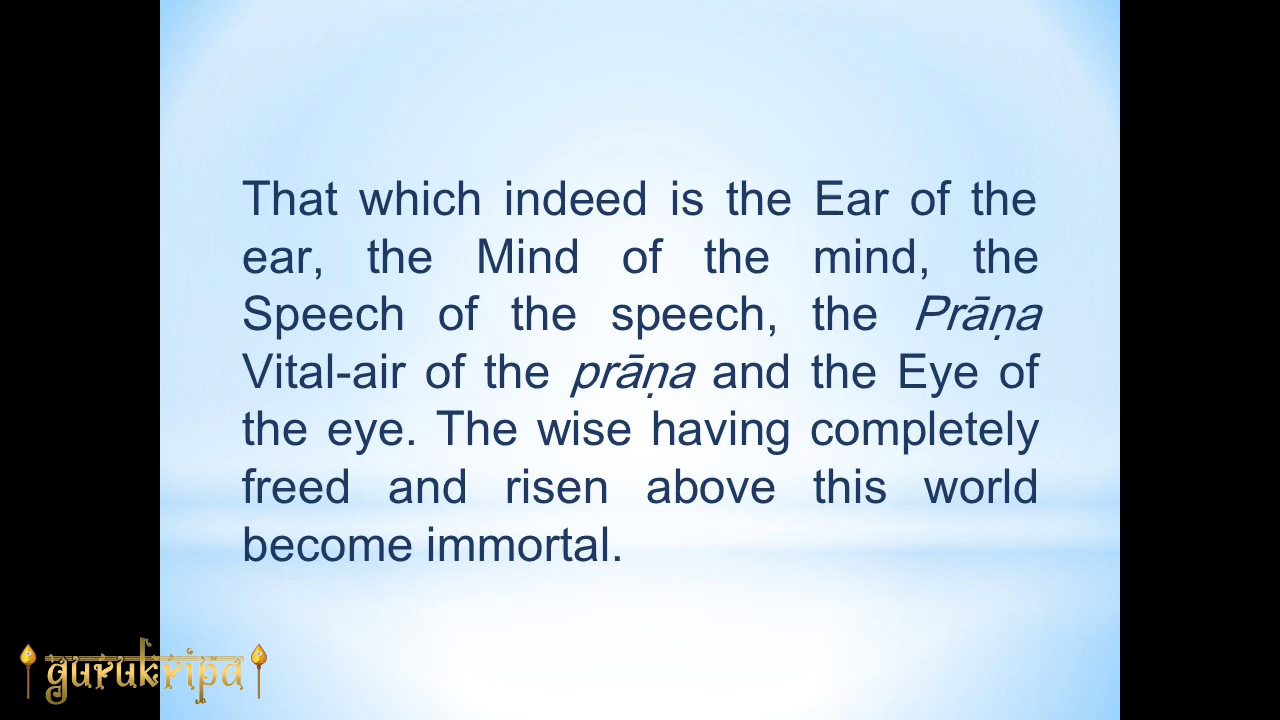 That which indeed is the Ear of the
ear, the Mind of the mind, the
Speech of the speech, the Prāṇa
Vital-air of the prāṇa and the Eye of
the eye. The wise having completely
freed and risen above this world
become immortal.
gurukripa